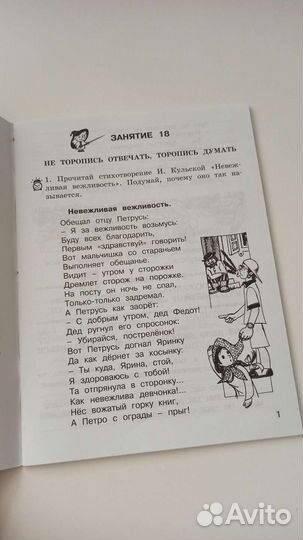 ЗАНЯТИЕ 18
НЕ ТОРОПИСЬ ОТВЕЧАТЬ, ТОРОПИСЬ ДУМАТЬ
1. Прочитай стихотворение И. Кульской «Невеж-
ливая вежливость». Подумай, почему оно так на-
зывается.
Невежливая вежливость.
Обещал отцу Петрусь:
– Я за вежливость возьмусь:
Буду всех благодарить,
Первым «здравствуй» говорить!
Вот мальчишка со стараньем
Выполняет обещанье.
Видит – утром у сторожки
Дремлет сторож на порожке.
На посту он ночь не спал,
Только-только задремал.
А Петрусь как заорёт:
– С добрым утром, дед Федот!
Дед ругнул его спросонок:
– Убирайся, постреленок!
Вот Петрусь догнал Яринку
Да как дёрнет за косынку:
– Ты куда, Ярина, стой!
Я здороваюсь с тобой!
Та отпрянула в сторонку...
– Как невежлива девчонка!...
Нёс вожатый горку книг,
А Петро с ограды – прыг!
1
Avito